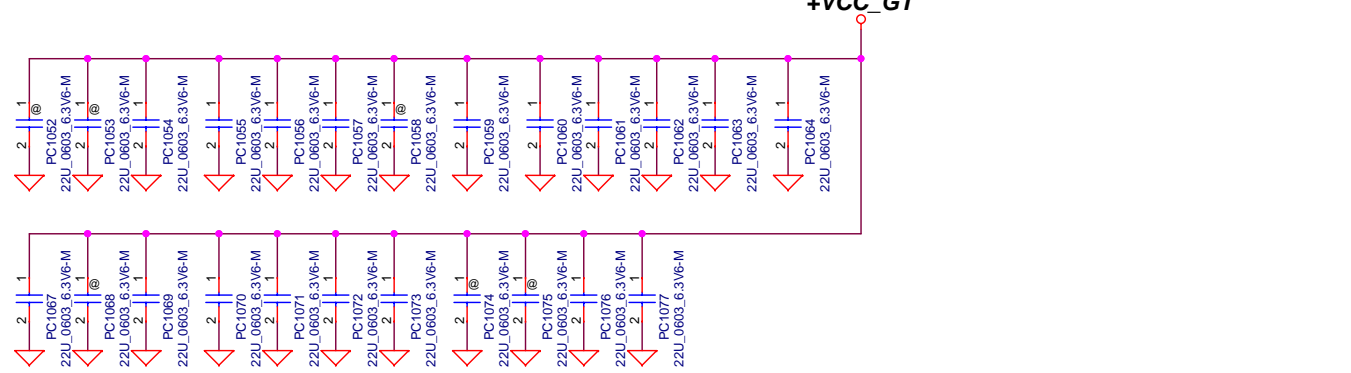 +VCC_GT
1
2
@
PC1052
22U_0603_6.3V6-M
1
2
@
PC1053
22U_0603_6.3V6-M
1
2
PC1054
22U_0603_6.3V6-M
1
2
PC1055
22U_0603_6.3V6-M
1
2
PC1056
22U_0603_6.3V6-M
1
2
PC1057
22U_0603_6.3V6-M
1
2
@
PC1058
22U_0603_6.3V6-M
1
2
PC1059
22U_0603_6.3V6-M
1
2
PC1060
22U_0603_6.3V6-M
1
2
PC1061
22U_0603_6.3V6-M
1
2
PC1062
22U_0603_6.3V6-M
1
2
PC1063
22U_0603_6.3V6-M
1
2
PC1064
22U_0603_6.3V6-M
1
2
PC1067
22U_0603_6.3V6-M
1
2
@
PC1068
22U_0603_6.3V6-M
1
2
PC1069
22U_0603_6.3V6-M
1
2
PC1070
22U_0603_6.3V6-M
1
2
PC1071
22U_0603_6.3V6-M
1
2
PC1072
22U_0603_6.3V6-M
1
2
PC1073
22U_0603_6.3V6-M
1
2
@
PC1074
22U_0603_6.3V6-M
1
2
@
PC1075
22U_0603_6.3V6-M
1
2
PC1076
22U_0603_6.3V6-M
1
2
PC1077
22U_0603_6.3V6-M